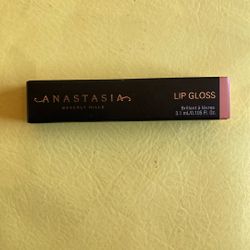 ANASTASIA
BEVERLY HILLS
LIP GLOSS
Brillant à lèvres
3.1 mL/0.105 Fl. Oz.